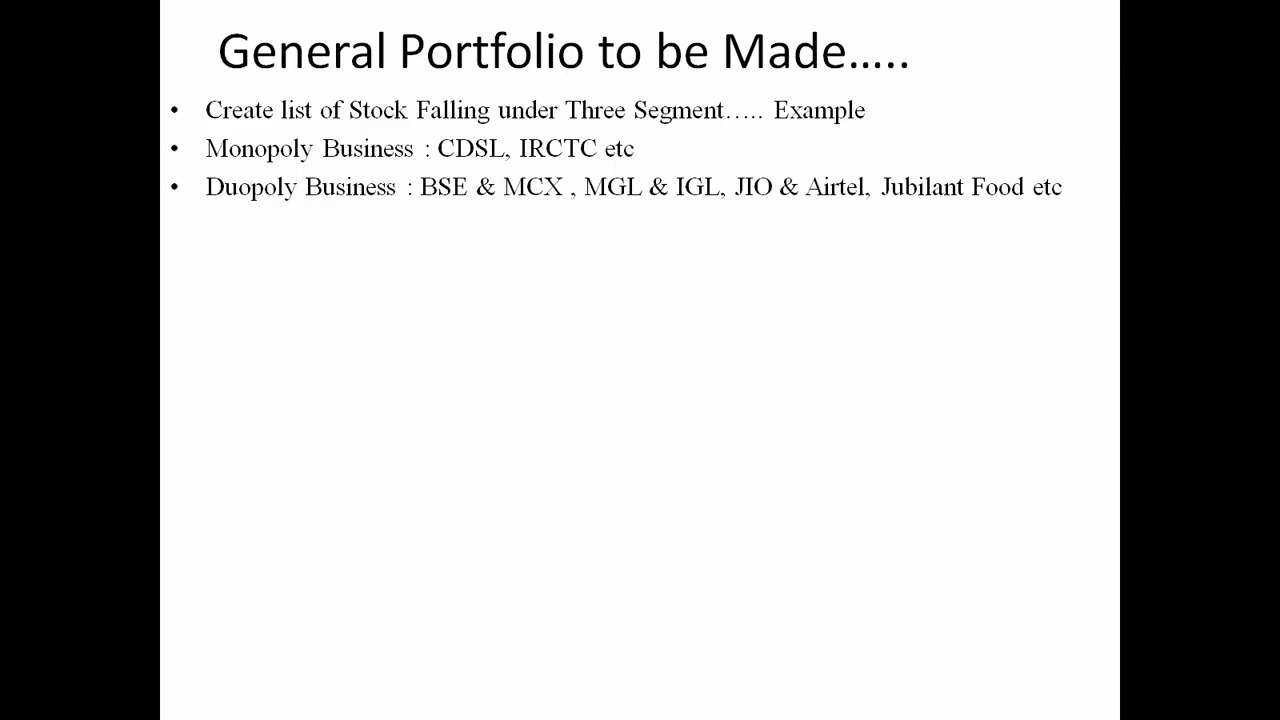 General Portfolio to be Made…..
• Create list of Stock Falling under Three Segment….. Example
• Monopoly Business : CDSL, IRCTC etc
• Duopoly Business : BSE & MCX , MGL & IGL, JIO & Airtel, Jubilant Food etc